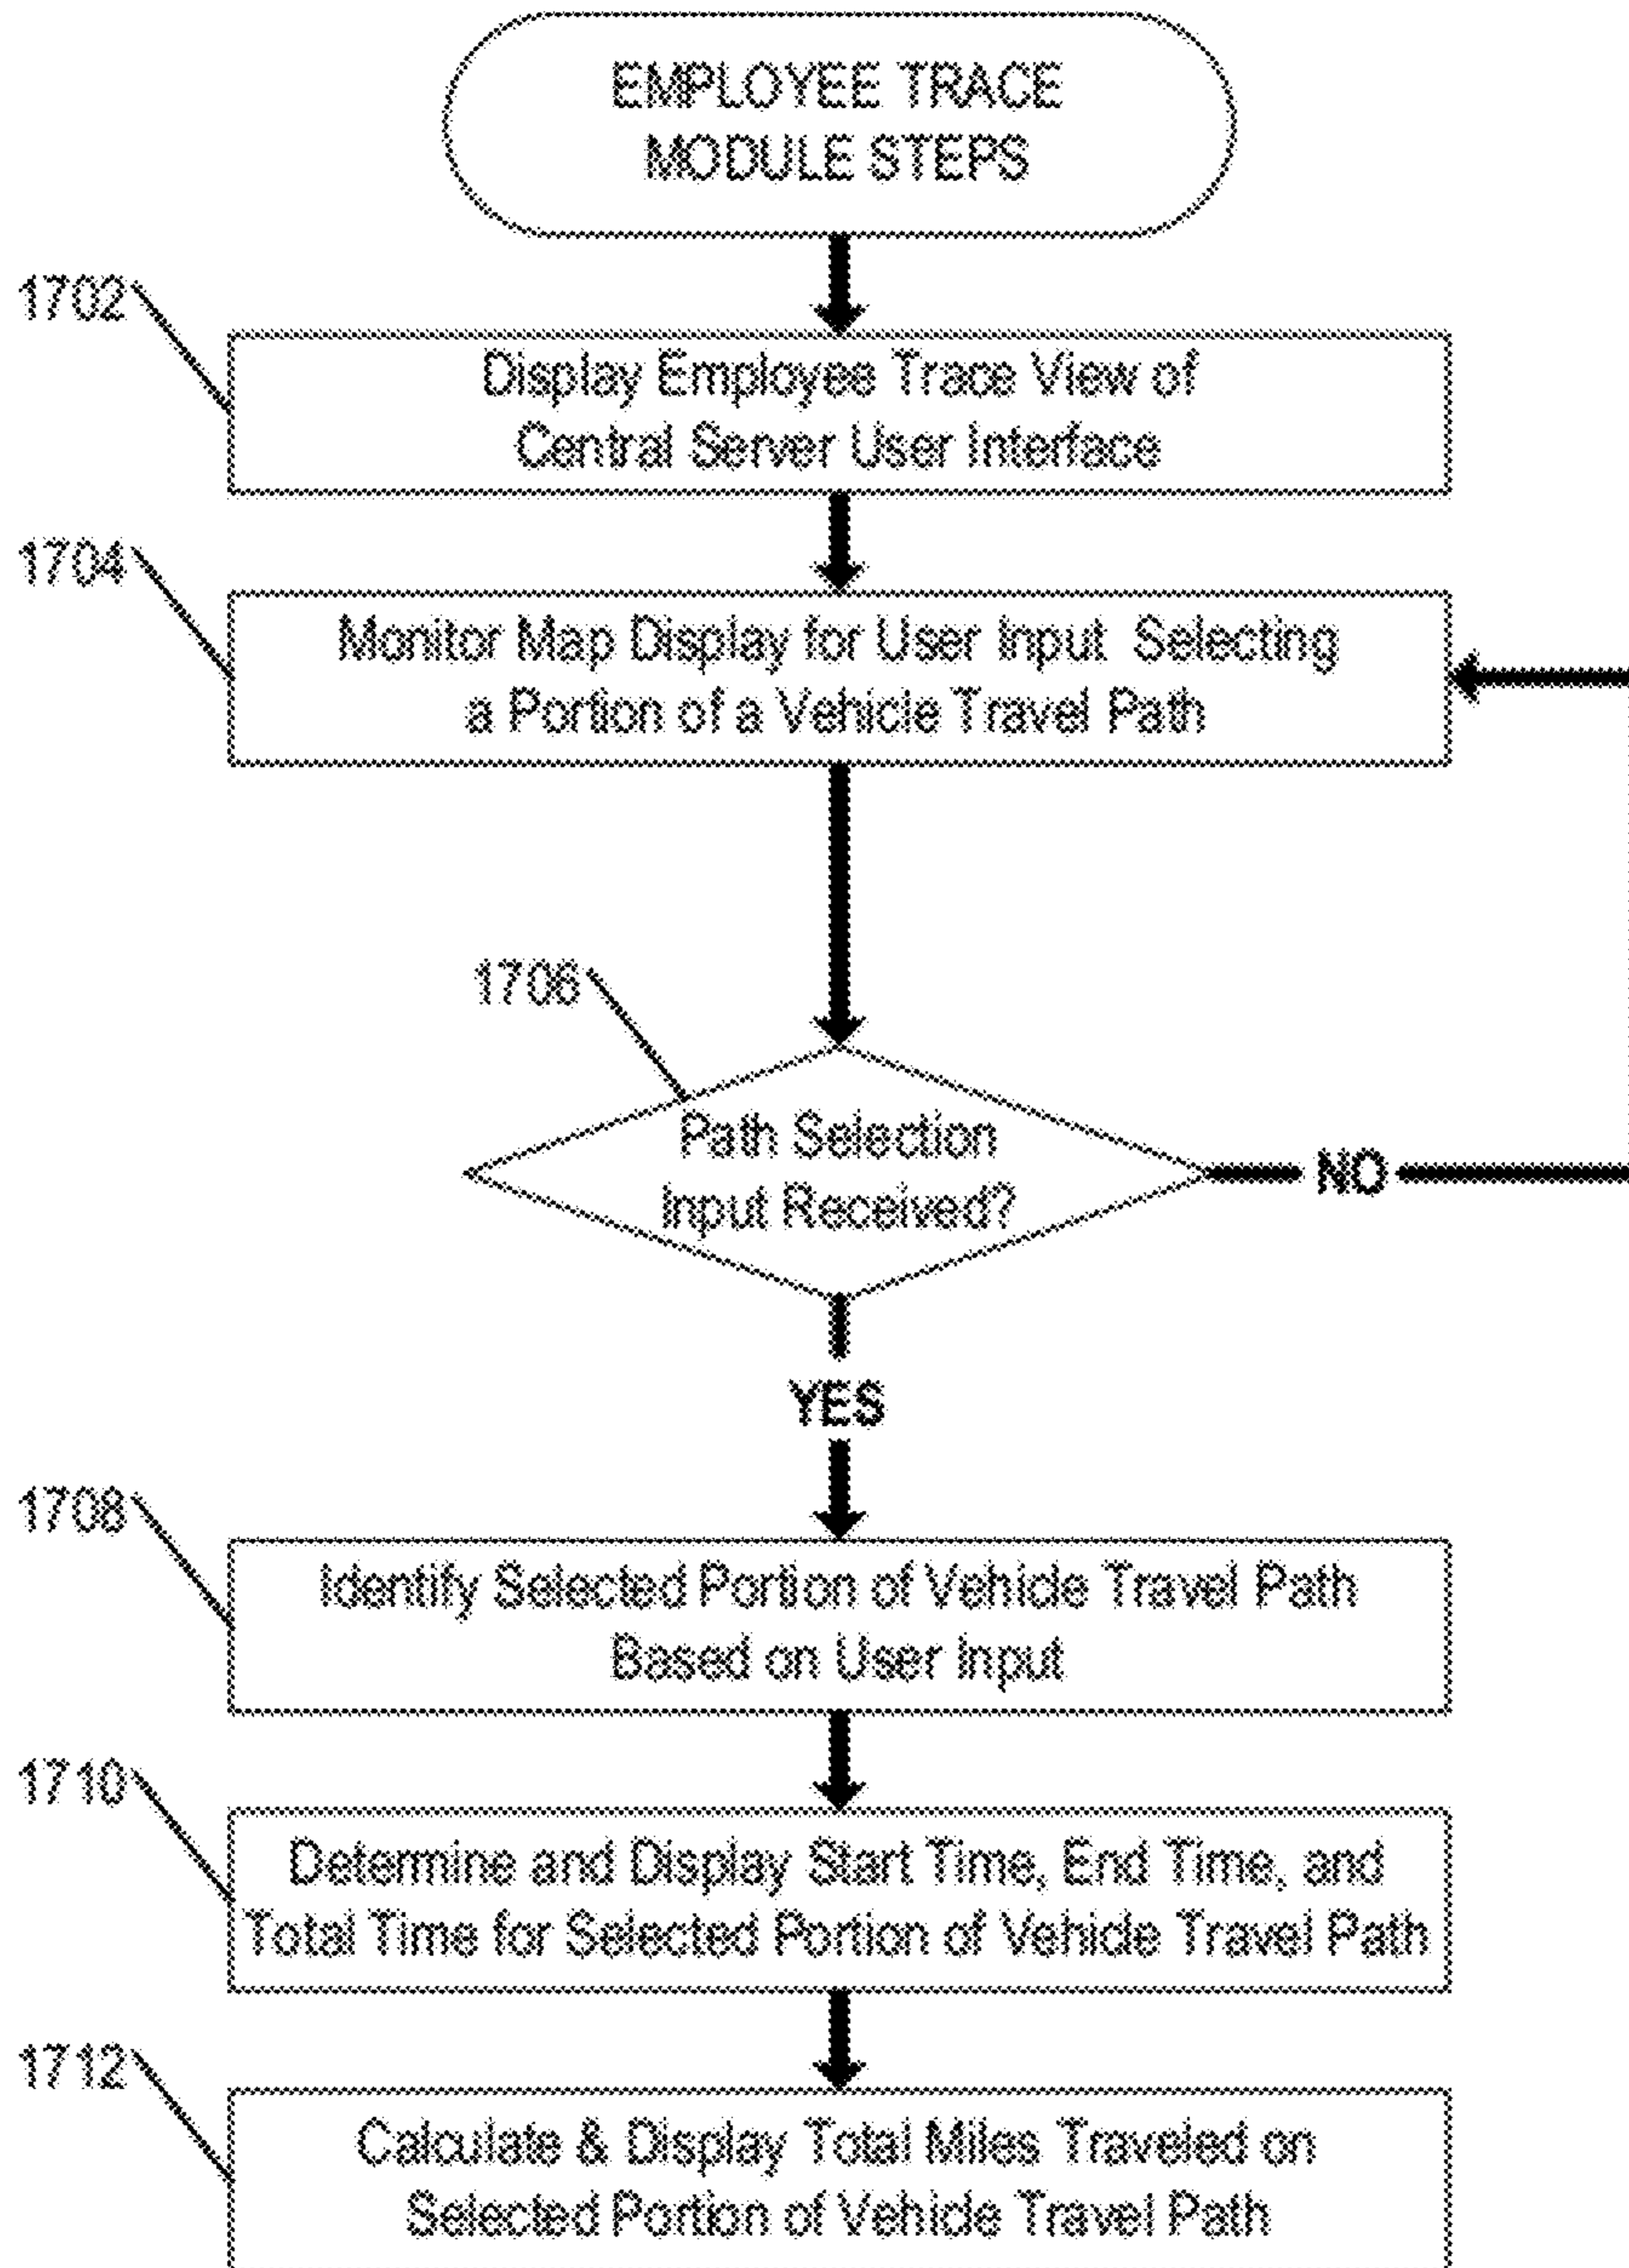 EMPLOYEE TRACE
MODULE STEPS
1702
Display Employee Trace View of
Central Server User Interface
1704
Monitor Map Display for User Input Selecting
a Portion of a Vehicle Travel Path
1706
Path Selection
Input Received?
NO
YES
1708
Identify Selected Portion of Vehicle Travel Path
Based on User Input
1710
Determine and Display Start Time, End Time, and
Total Time for Selected Portion of Vehicle Travel Path
1712
Calculate & Display Total Miles Traveled on
Selected Portion of Vehicle Travel Path